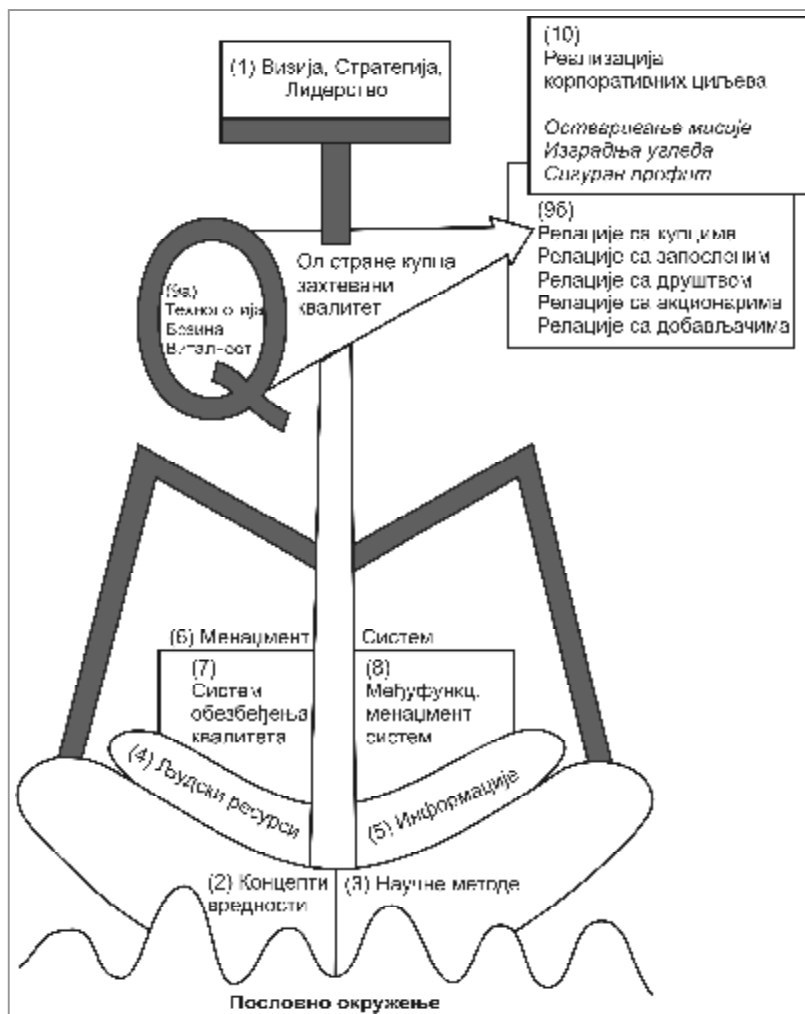 (1) Визија, Стратегија,
Лидерство
(10)
Реализација
корпоративних циљева
Остваривање мисије
Изградња угледа
Сигуран профит
(9б)
Релације са купцима
Релације са запосленим
Релације са друштвом
Релације са акционарима
Релације са добављачима
Ол стране купца
захтевани
квалитет
(9а)
Технологија
Брзина
Виталност
(6) Менаџмент Систем
(7)
Систем
обезбеђења
квалитета
(8)
Међуфункц.
менаџмент
систем
(4) Људски ресурси
(5) Информације
(2) Концепти
вредности
(3) Научне методе
Пословно окружење